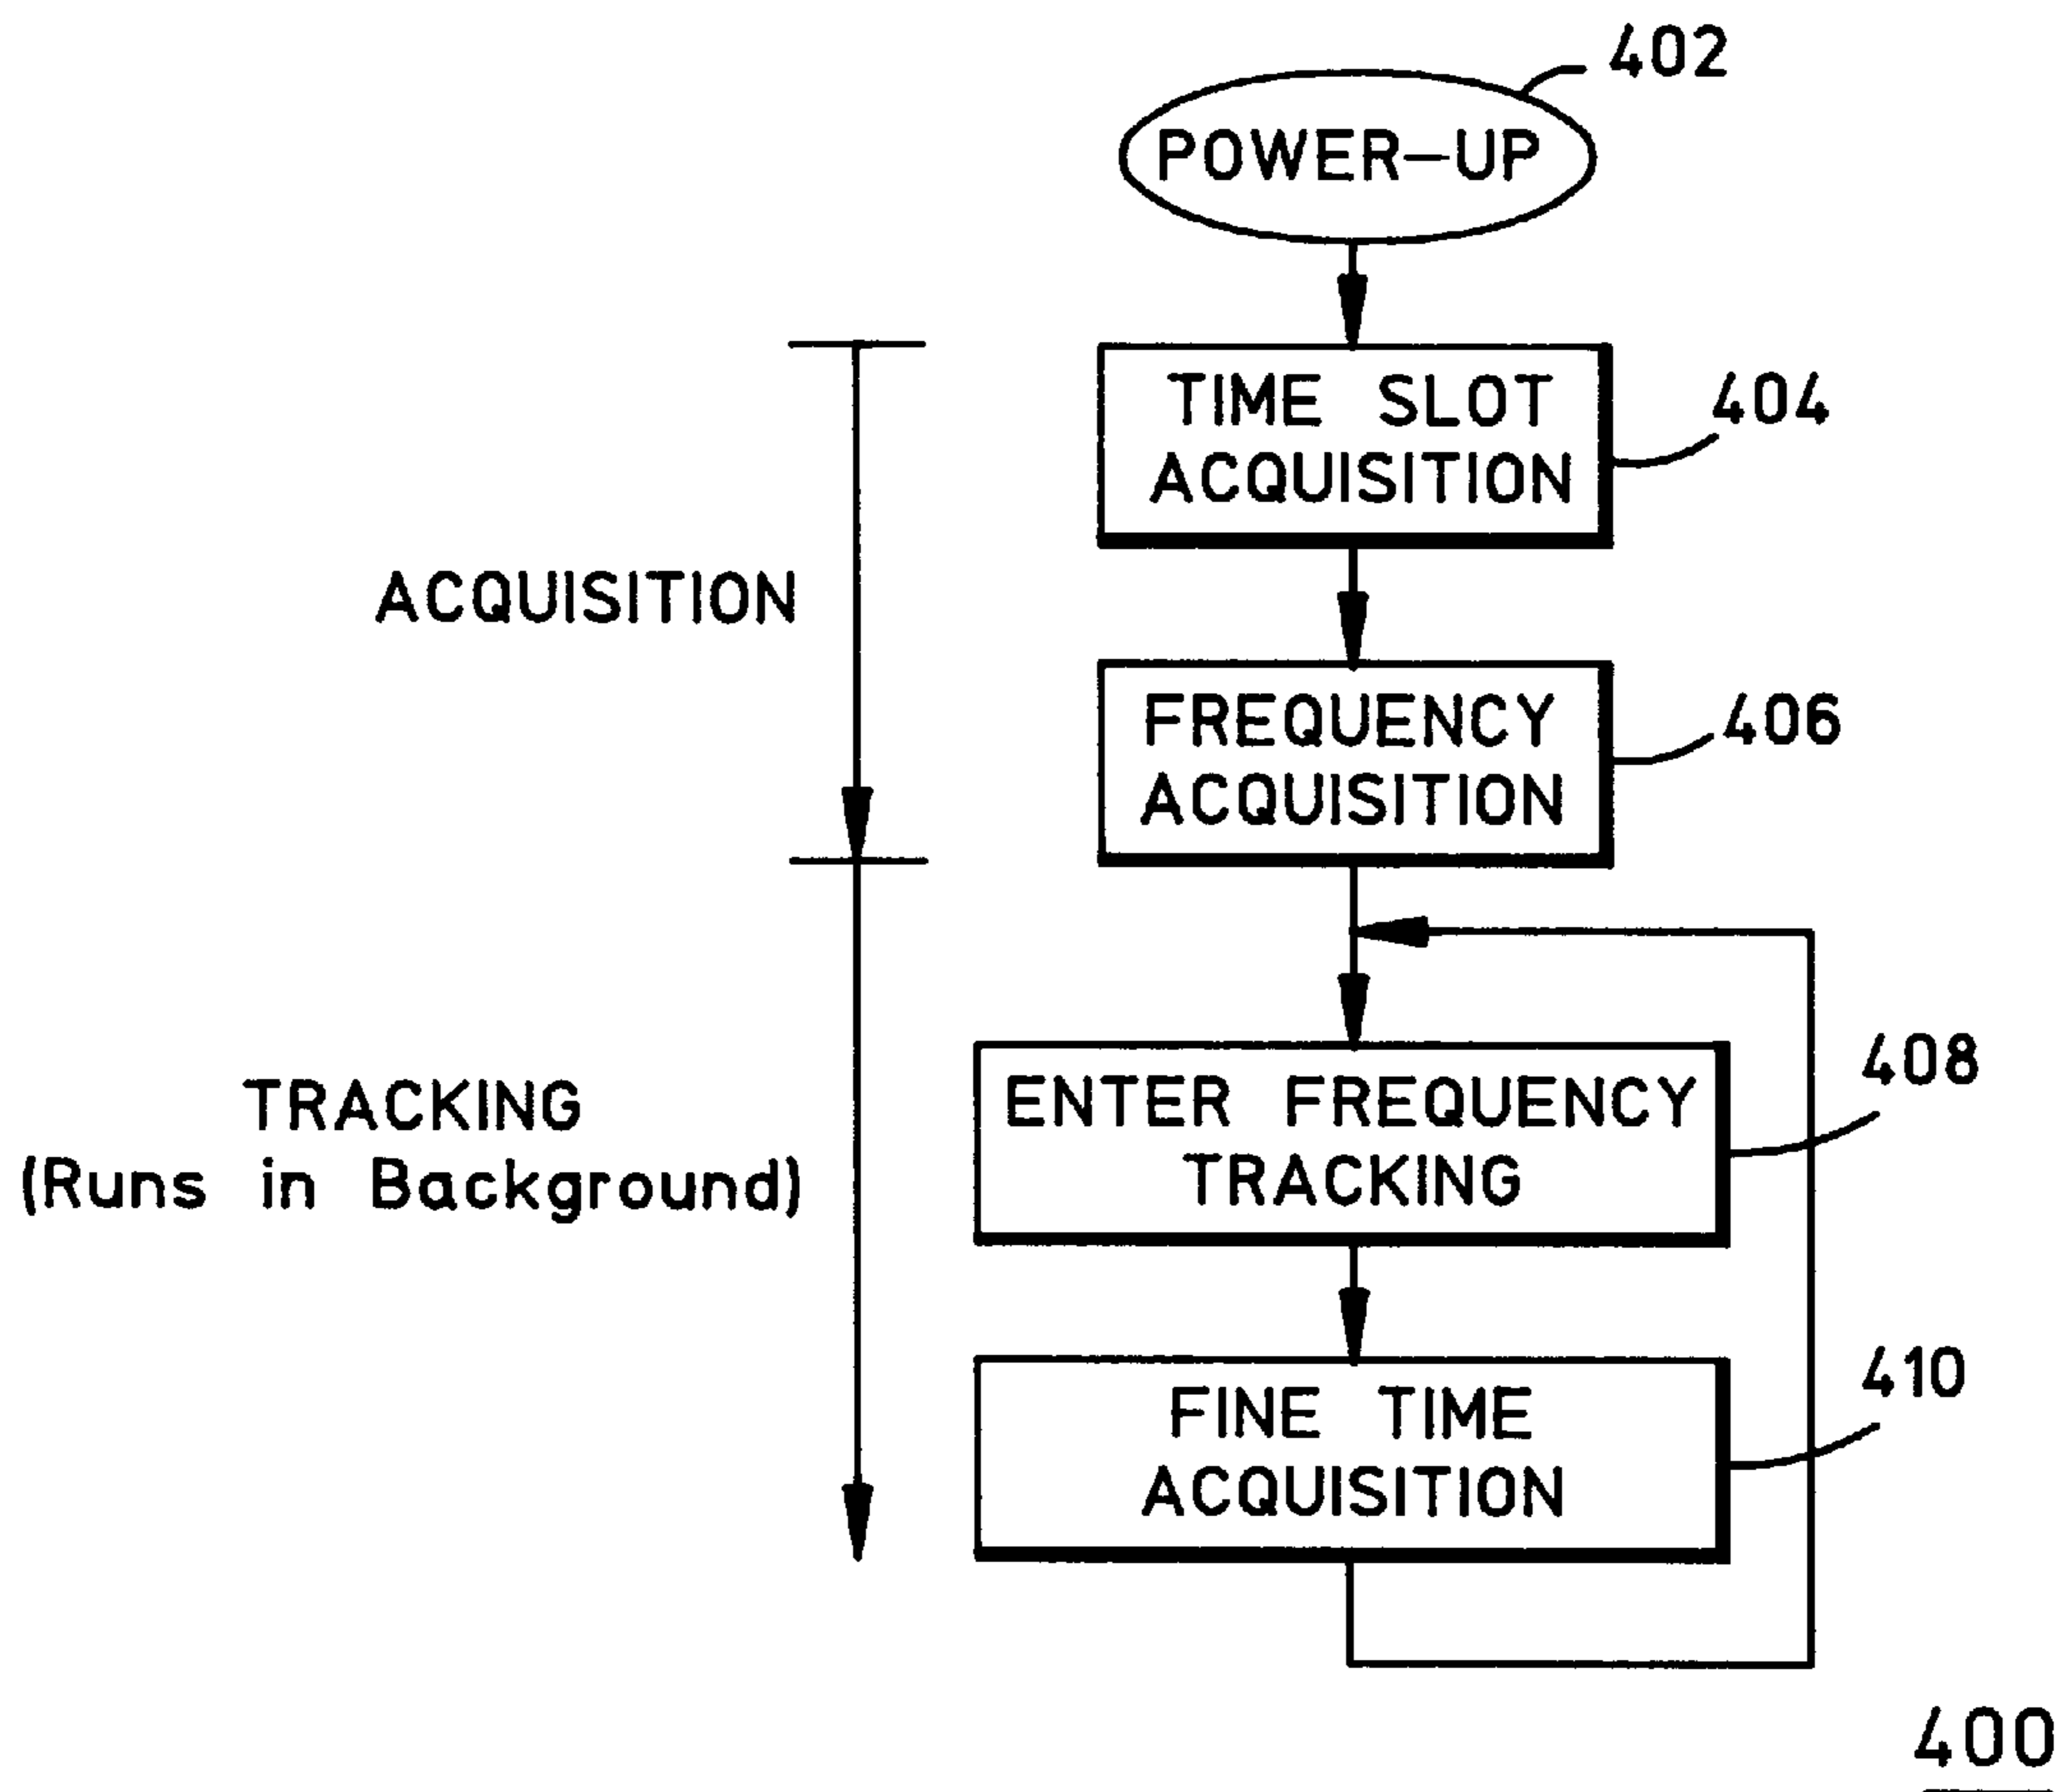 402
POWER-UP
TIME SLOT
ACQUISITION
404
ACQUISITION
FREQUENCY
ACQUISITION
406
TRACKING
(Runs in Background)
ENTER FREQUENCY
TRACKING
408
FINE TIME
ACQUISITION
410
400